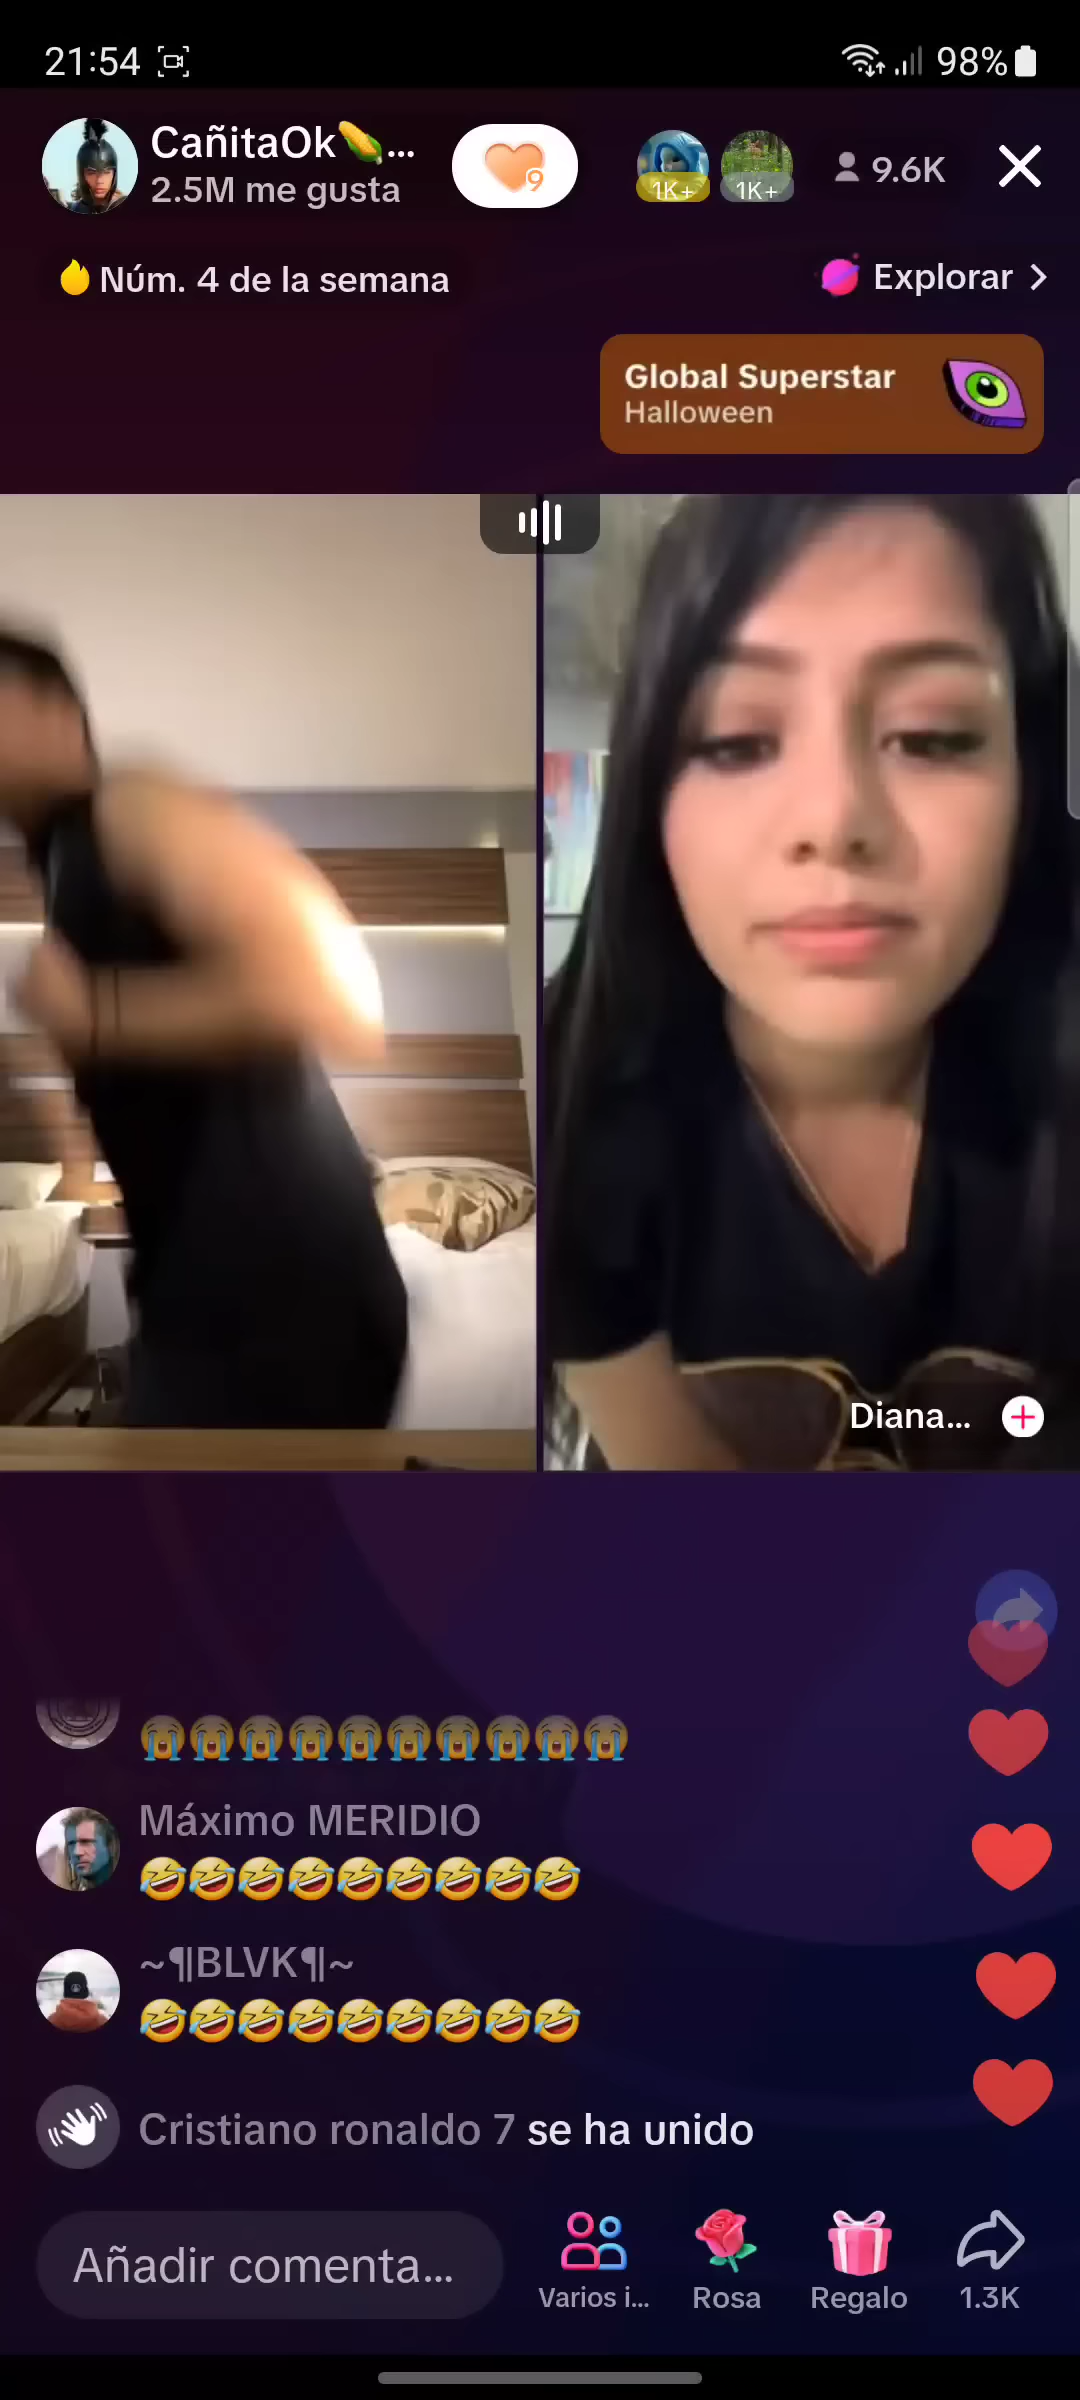 21:54
98%
CañitaOk🌽...
2.5M me gusta
9
1K+
1K+
9.6K
Núm. 4 de la semana
Explorar
Global Superstar
Halloween
Diana...
😭😭😭😭😭😭😭😭😭😭
Máximo MERIDIO
🤣🤣🤣🤣🤣🤣🤣🤣🤣
~¶BLVK¶~
🤣🤣🤣🤣🤣🤣🤣🤣🤣
Cristiano ronaldo 7 se ha unido
Añadir comenta...
Varios i...
Rosa
Regalo
1.3K